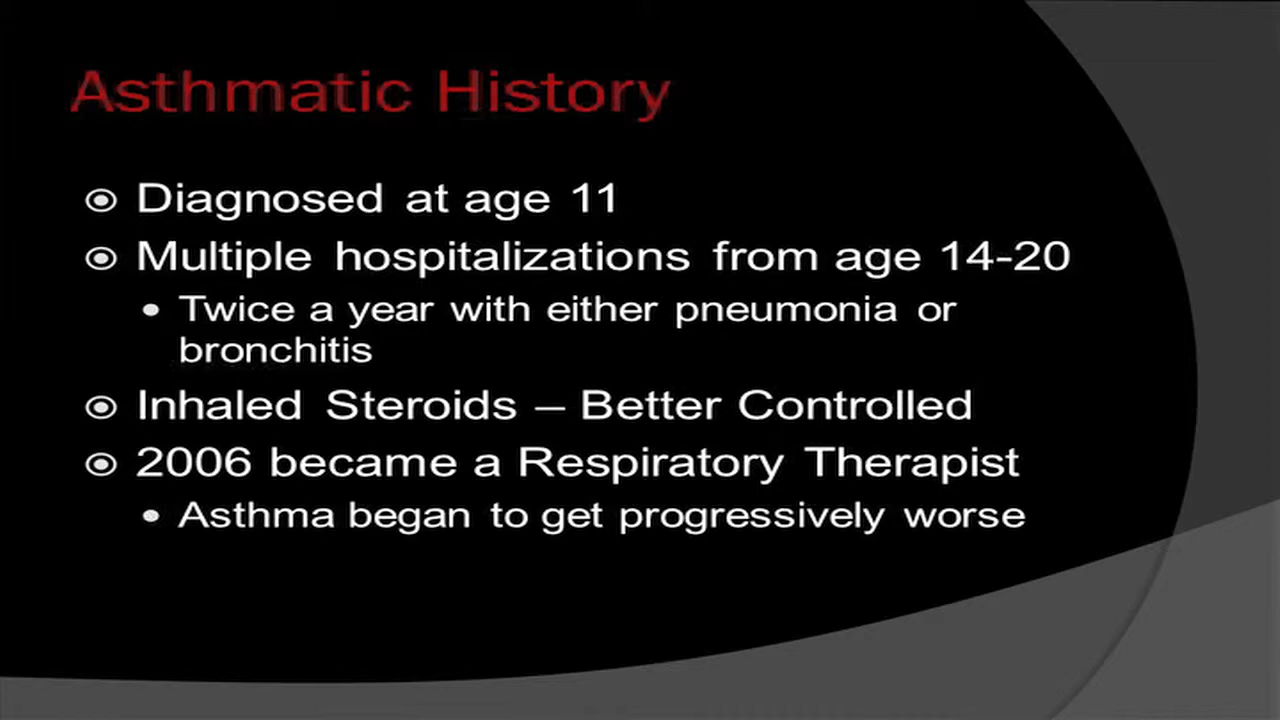 Asthmatic History
Diagnosed at age 11
Multiple hospitalizations from age 14-20
Twice a year with either pneumonia or
bronchitis
Inhaled Steroids – Better Controlled
2006 became a Respiratory Therapist
Asthma began to get progressively worse